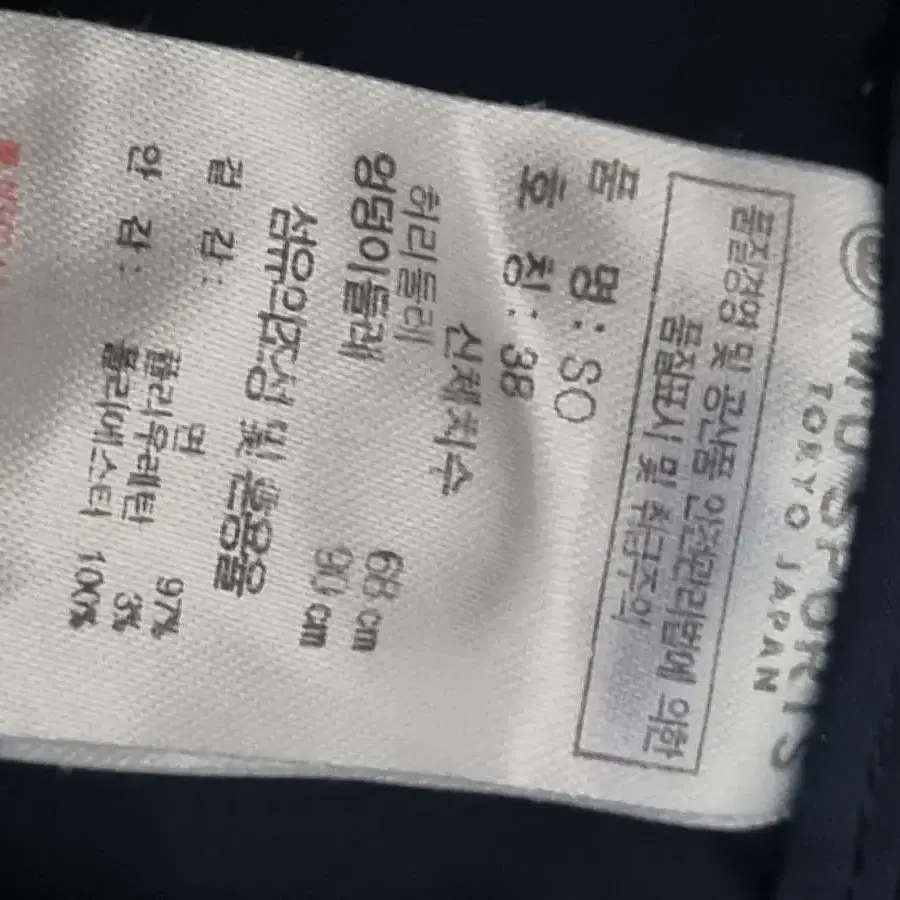 M.U SPORTS
TOKYO JAPAN
품질경영 및 공산품 안전관리법에 의한
품질표시 및 취급주의
품 명 : SO
호 칭 : 38
신체치수
허리둘레 68 cm
엉덩이둘레 90 cm
섬유의조성 및 혼용율
겉 감 : 면 97%
폴리우레탄 3%
안 감 : 폴리에스터 100%